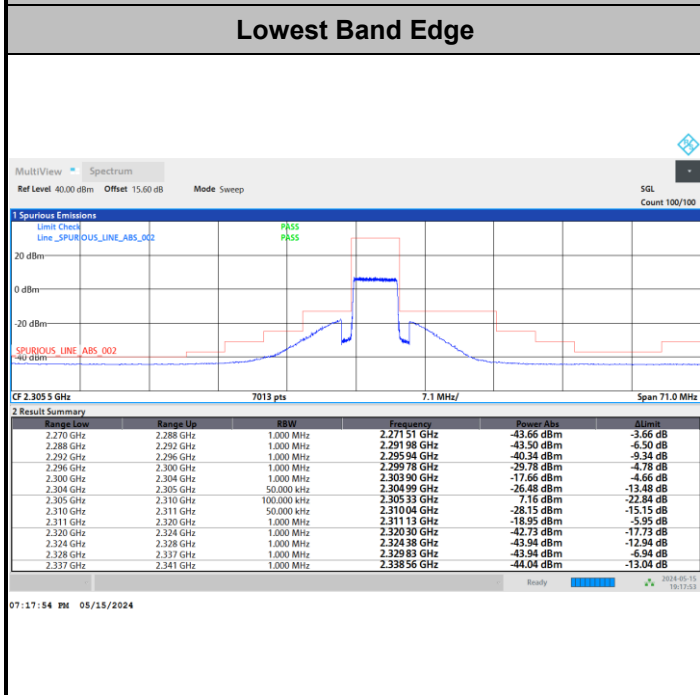 Lowest Band Edge
MultiView Spectrum
Ref Level 40.00 dBm Offset 15.60 dB Mode Sweep SGL
Count 100/100
1 Spurious Emissions
Limit Check PASS
Line _SPURIOUS_LINE_ABS_002 PASS
20 dBm
0 dBm
-20 dBm
SPURIOUS_LINE_ABS_002
-40 dBm
CF 2.305 5 GHz 7013 pts 7.1 MHz/ Span 71.0 MHz
2 Result Summary
Range Low Range Up RBW Frequency Power Abs ΔLimit
2.270 GHz 2.288 GHz 1.000 MHz 2.271 51 GHz -43.66 dBm -3.66 dB
2.288 GHz 2.292 GHz 1.000 MHz 2.291 98 GHz -43.50 dBm -6.50 dB
2.292 GHz 2.296 GHz 1.000 MHz 2.295 94 GHz -40.34 dBm -9.34 dB
2.296 GHz 2.300 GHz 1.000 MHz 2.299 78 GHz -29.78 dBm -4.78 dB
2.300 GHz 2.304 GHz 1.000 MHz 2.303 90 GHz -17.66 dBm -4.66 dB
2.304 GHz 2.305 GHz 50.000 kHz 2.304 99 GHz -26.48 dBm -13.48 dB
2.305 GHz 2.310 GHz 100.000 kHz 2.305 33 GHz 7.16 dBm -22.84 dB
2.310 GHz 2.311 GHz 50.000 kHz 2.310 04 GHz -28.15 dBm -15.15 dB
2.311 GHz 2.320 GHz 1.000 MHz 2.311 13 GHz -18.95 dBm -5.95 dB
2.320 GHz 2.324 GHz 1.000 MHz 2.320 30 GHz -42.73 dBm -17.73 dB
2.324 GHz 2.328 GHz 1.000 MHz 2.324 38 GHz -43.94 dBm -12.94 dB
2.328 GHz 2.337 GHz 1.000 MHz 2.329 83 GHz -43.94 dBm -6.94 dB
2.337 GHz 2.341 GHz 1.000 MHz 2.338 56 GHz -44.04 dBm -13.04 dB
Ready 2024-05-15
19:17:53
07:17:54 PM 05/15/2024